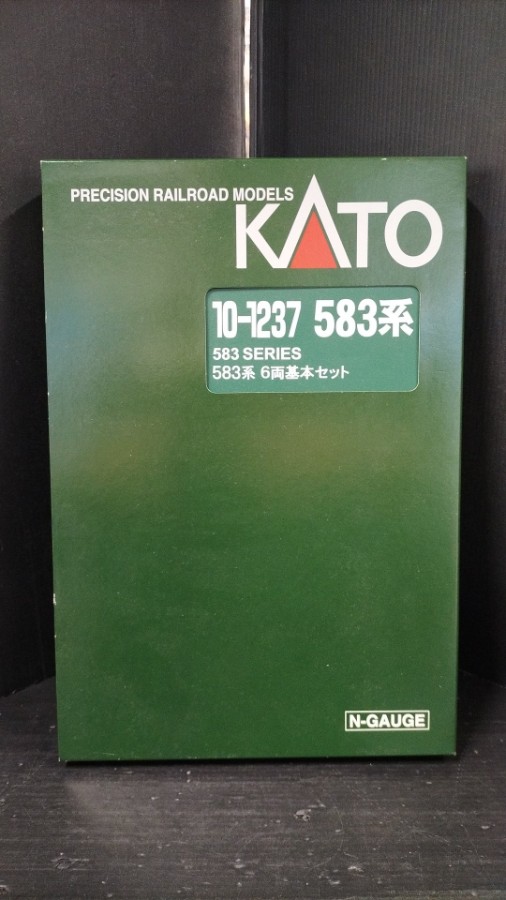 PRECISION RAILROAD MODELS
KATO
10-1237 583系
583 SERIES
583系 6両基本セット
N-GAUGE